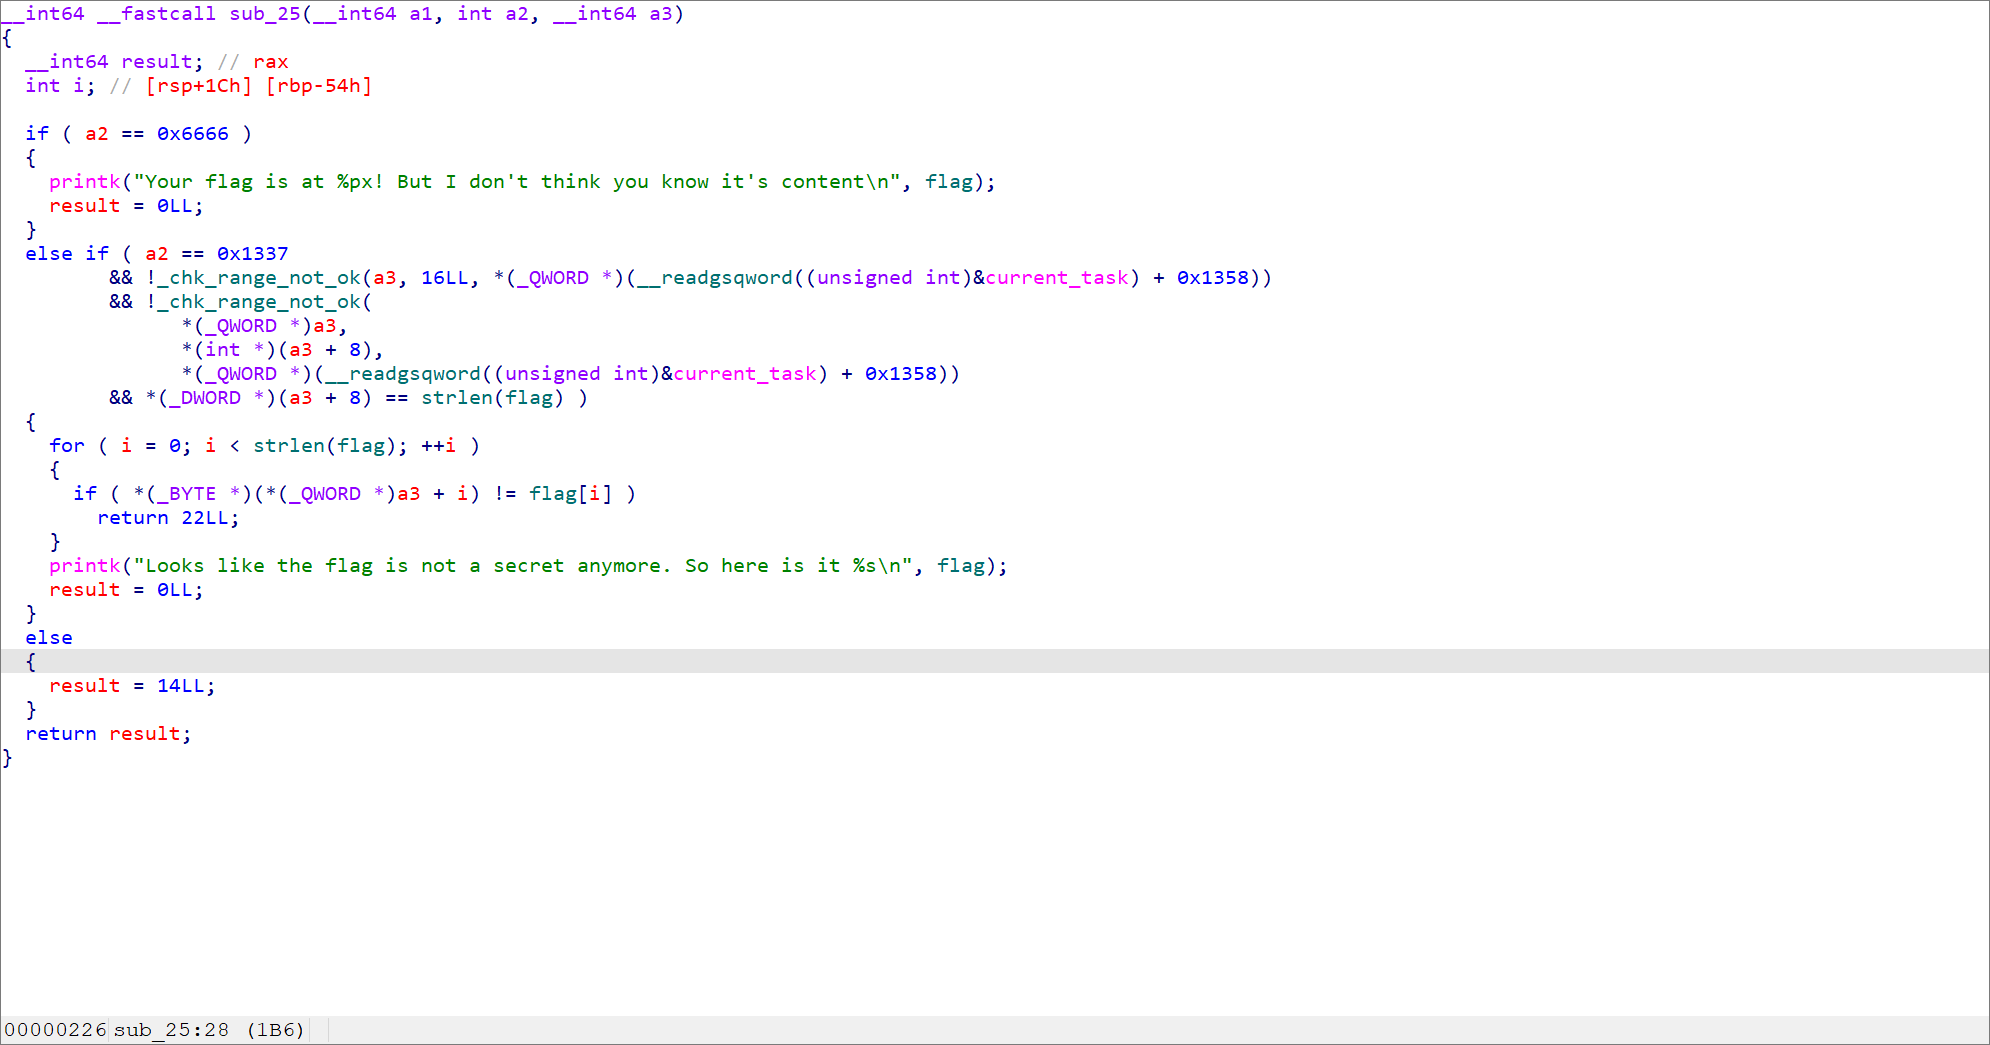 __int64 __fastcall sub_25(__int64 a1, int a2, __int64 a3)
{
  __int64 result; // rax
  int i; // [rsp+1Ch] [rbp-54h]

  if ( a2 == 0x6666 )
  {
    printk("Your flag is at %px! But I don't think you know it's content\n", flag);
    result = 0LL;
  }
  else if ( a2 == 0x1337
         && !_chk_range_not_ok(a3, 16LL, *(_QWORD *)(__readgsqword((unsigned int)&current_task) + 0x1358))
         && !_chk_range_not_ok(
               *(_QWORD *)a3,
               *(int *)(a3 + 8),
               *(_QWORD *)(__readgsqword((unsigned int)&current_task) + 0x1358))
         && *(_DWORD *)(a3 + 8) == strlen(flag) )
  {
    for ( i = 0; i < strlen(flag); ++i )
    {
      if ( *(_BYTE *)(*(_QWORD *)a3 + i) != flag[i] )
        return 22LL;
    }
    printk("Looks like the flag is not a secret anymore. So here is it %s\n", flag);
    result = 0LL;
  }
  else
  {
    result = 14LL;
  }
  return result;
}
00000226 sub_25:28 (1B6)